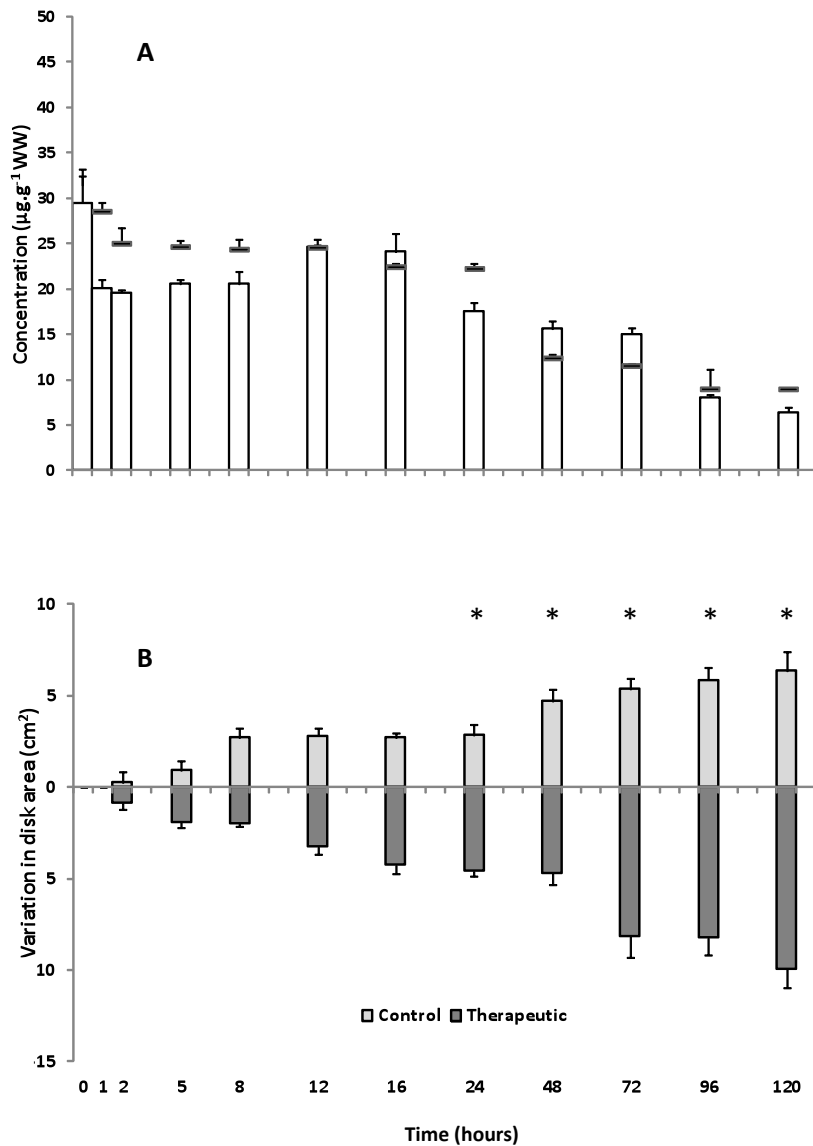 50
A
45
40
35
30
25
20
15
10
5
0
Concentration (µg.g-1 WW)
10
* * * * *
B
5
0
5
10
15
Variation in disk area (cm2)
Control Therapeutic
0 1 2 5 8 12 16 24 48 72 96 120
Time (hours)